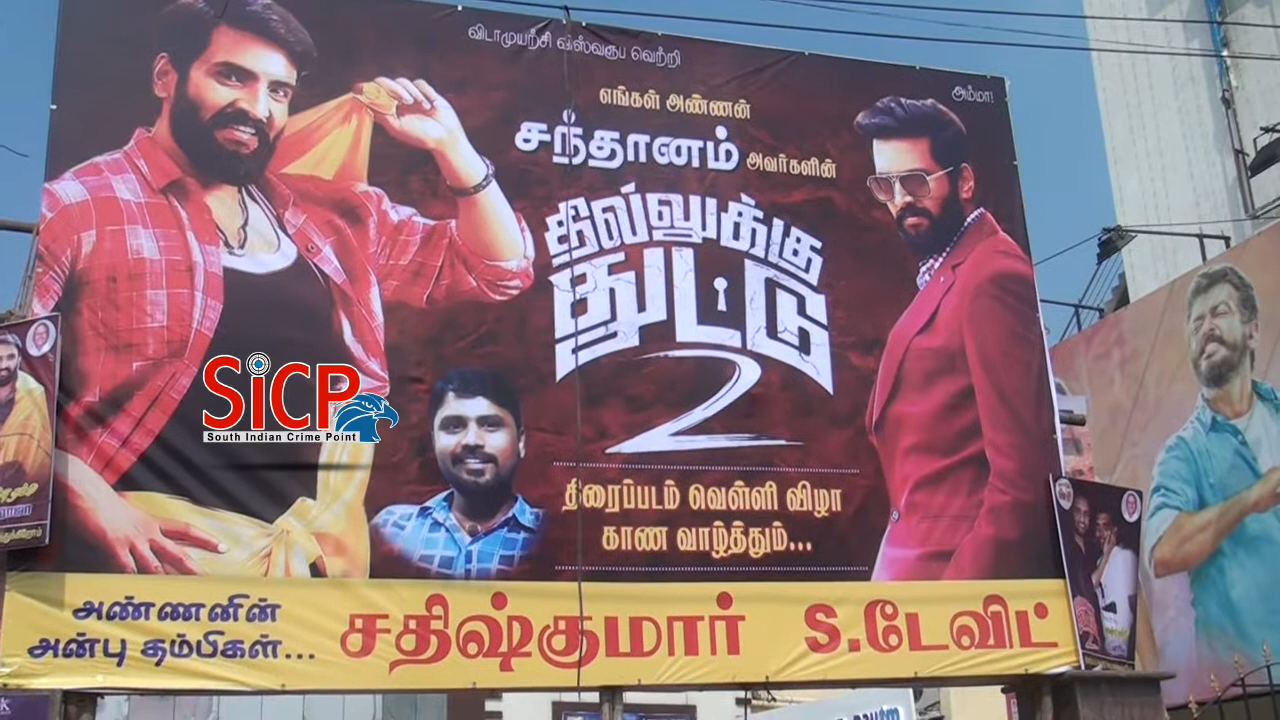 விடாமுயற்சி விஸ்வரூப வெற்றி
அம்மா!
எங்கள் அண்ணன்
சந்தானம் அவர்களின்
தில்லுக்கு
துட்டு
2
திரைப்படம் வெள்ளி விழா
காண வாழ்த்தும்...
அண்ணனின்
அன்பு தம்பிகள்...
சதிஷ்குமார் S.டேவிட்
SiCP
South Indian Crime Point